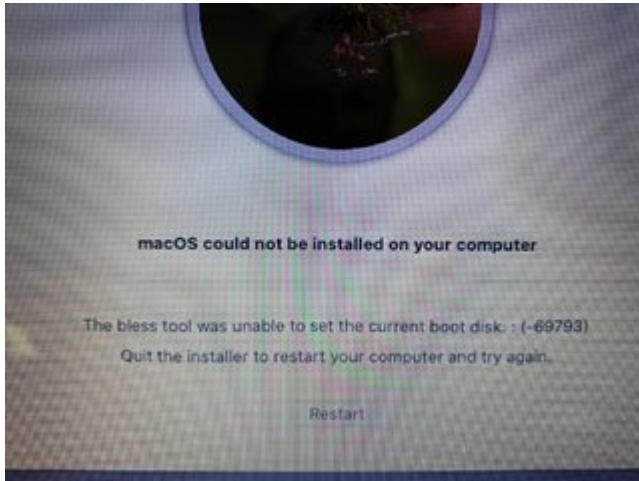 macOS could not be installed on your computer
The bless tool was unable to set the current boot disk. : (-69793)
Quit the installer to restart your computer and try again.
Restart